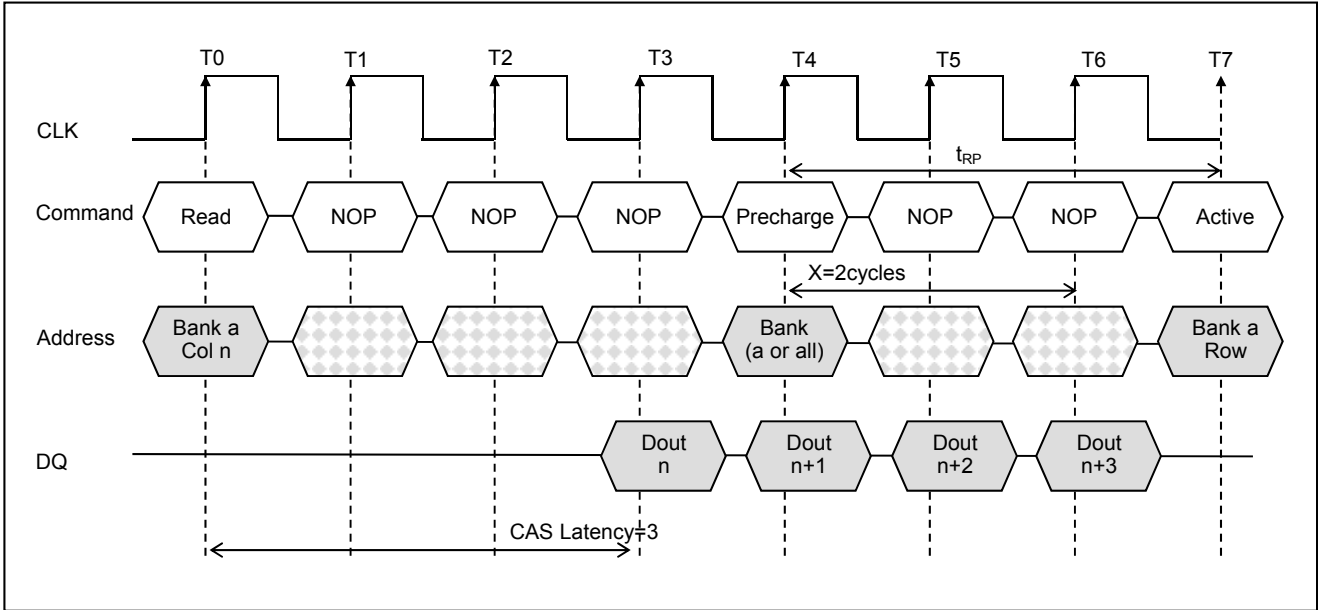 T0 T1 T2 T3 T4 T5 T6 T7
CLK
tRP
Command Read NOP NOP NOP Precharge NOP NOP Active
X=2cycles
Address
Bank a
Col n
Bank
(a or all)
Bank a
Row
DQ
Dout
n
Dout
n+1
Dout
n+2
Dout
n+3
CAS Latency=3